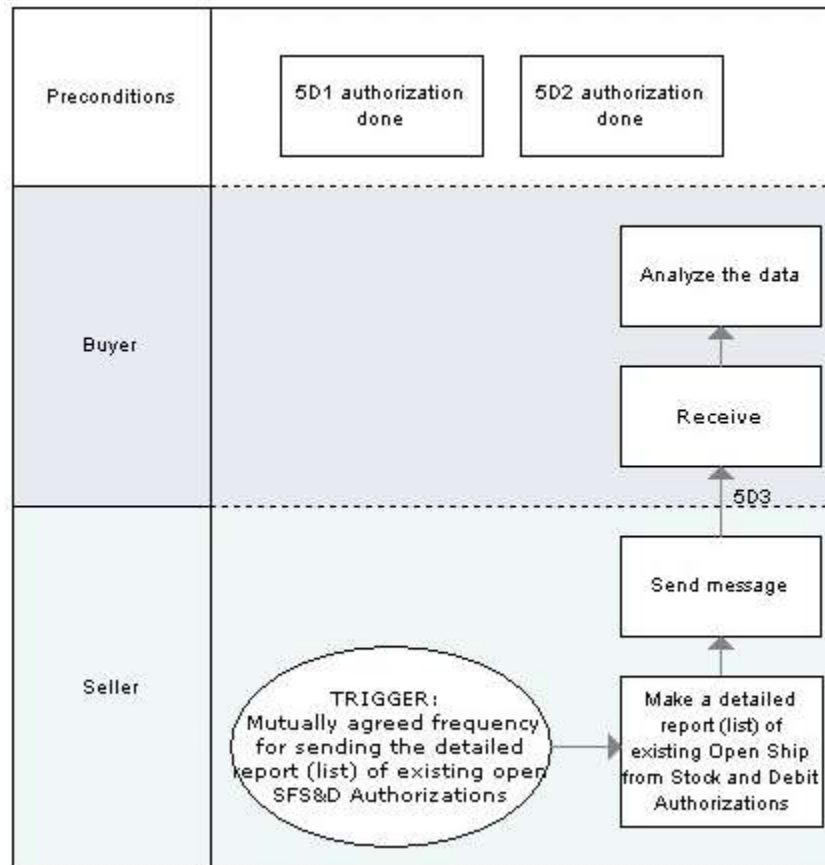 Preconditions
5D1 authorization
done
5D2 authorization
done
Analyze the data
Buyer
Receive
5D3
Send message
Seller
TRIGGER:
Mutually agreed frequency
for sending the detailed
report (list) of existing open
SFS&D Authorizations
Make a detailed
report (list) of
existing Open Ship
from Stock and Debit
Authorizations